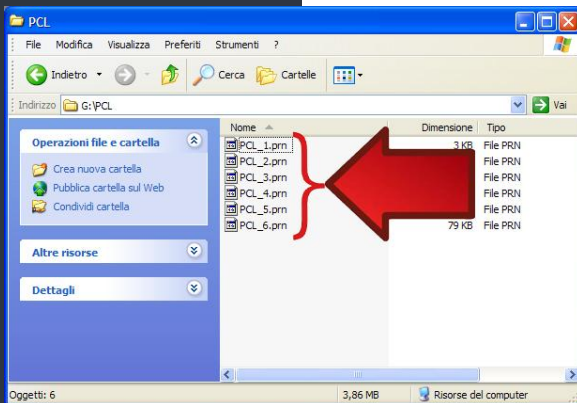 PCL
File Modifica Visualizza Preferiti Strumenti ?
Indietro Cerca Cartelle
Indirizzo G:\PCL Vai
Nome Dimensione Tipo
Operazioni file e cartella
Crea nuova cartella
Pubblica cartella sul Web
Condividi cartella
Altre risorse
Dettagli
PCL_1.prn 3 KB File PRN
PCL_2.prn File PRN
PCL_3.prn File PRN
PCL_4.prn File PRN
PCL_5.prn File PRN
PCL_6.prn 79 KB File PRN
Oggetti: 6 3,86 MB Risorse del computer